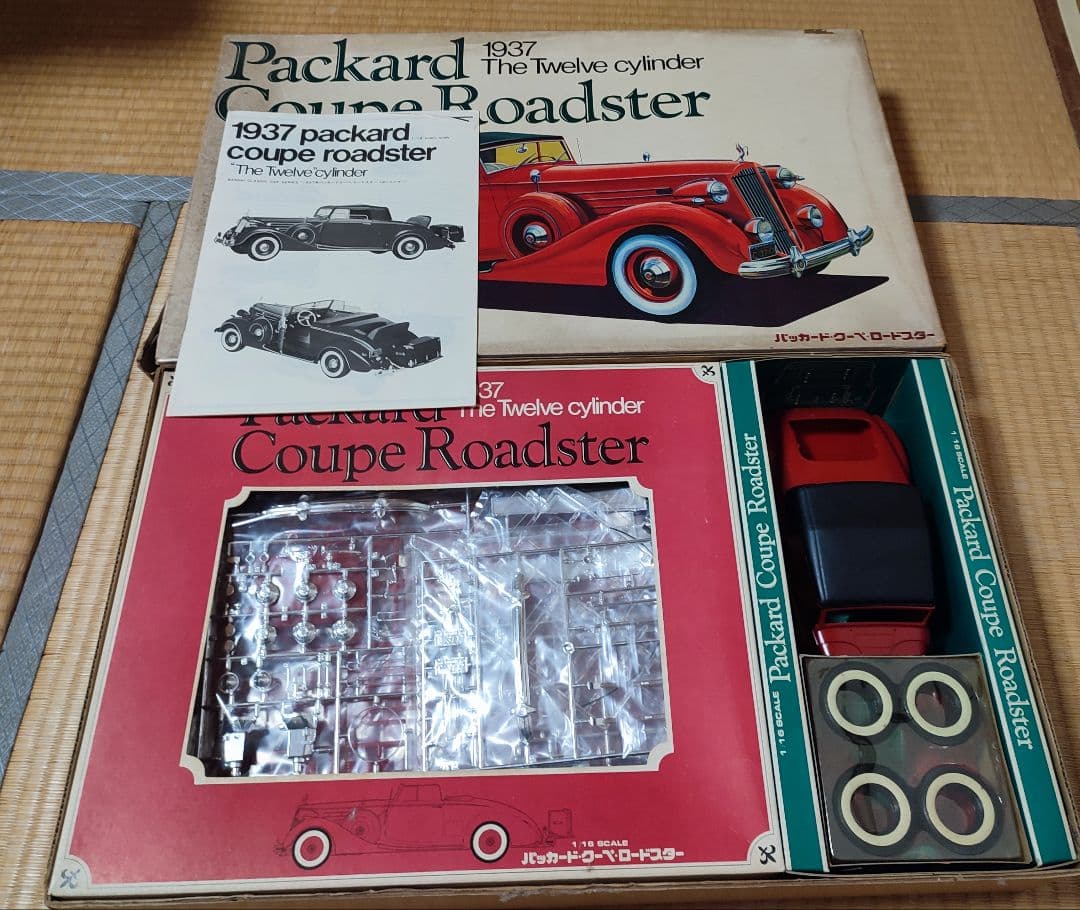 Packard
1937
The Twelve cylinder
Coupe Roadster
パッカード・クーペ・ロードスター
1937 packard
coupe roadster
"The Twelve" cylinder
37
The Twelve cylinder
Coupe Roadster
1/16 SCALE
パッカード・クーペ・ロードスター
1·16 SCALE Packard Coupe Roadster
1·16 SCALE Packard Coupe Roadster